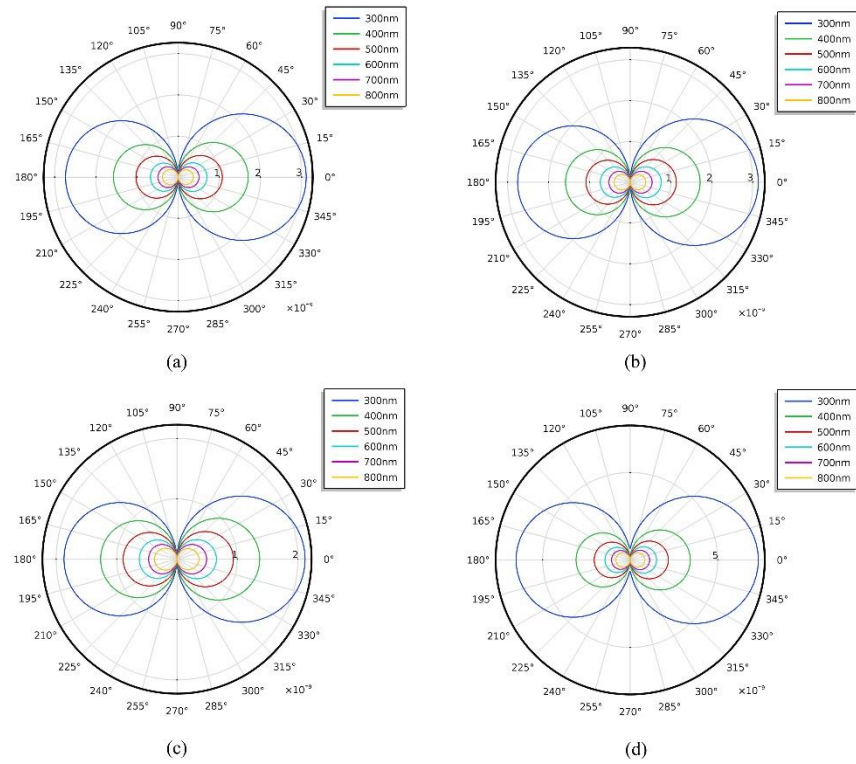 300nm
400nm
500nm
600nm
700nm
800nm
90°
105° 75°
120° 60°
135° 45°
150° 30°
165° 15°
180° 1 2 3 0°
195° 345°
210° 330°
225° 315°
240° 300°
255° 270° 285°
(a)
300nm
400nm
500nm
600nm
700nm
800nm
90°
105° 75°
120° 60°
135° 45°
150° 30°
165° 15°
180° 1 2 3 0°
195° 345°
210° 330°
225° 315°
240° 300° ×10⁻⁹
255° 270° 285°
(b)
300nm
400nm
500nm
600nm
700nm
800nm
90°
105° 75°
120° 60°
135° 45°
150° 30°
165° 15°
180° 1 2 0°
195° 345°
210° 330°
225° 315°
240° 300° ×10⁻⁹
255° 270° 285°
(c)
300nm
400nm
500nm
600nm
700nm
800nm
90°
105° 75°
120° 60°
135° 45°
150° 30°
165° 15°
180° 5 0°
195° 345°
210° 330°
225° 315°
240° 300° ×10⁻⁹
255° 270° 285°
(d)